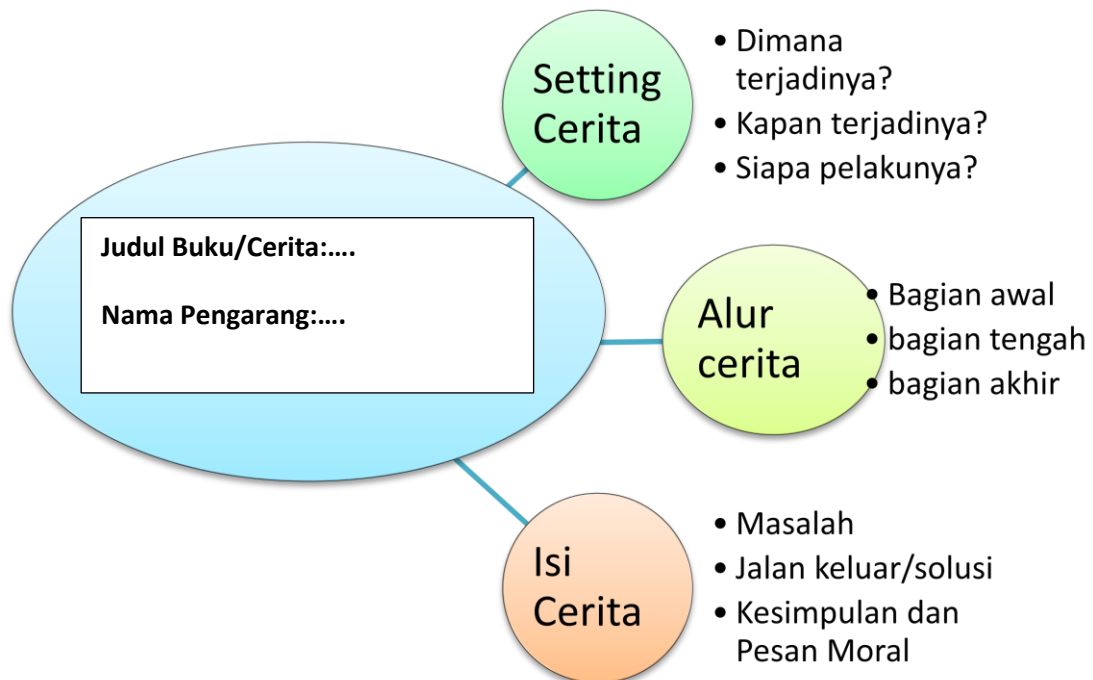 Judul Buku/Cerita:....
Nama Pengarang:....
Setting
Cerita
• Dimana
terjadinya?
• Kapan terjadinya?
• Siapa pelakunya?
Alur
cerita
• Bagian awal
• bagian tengah
• bagian akhir
Isi
Cerita
• Masalah
• Jalan keluar/solusi
• Kesimpulan dan
Pesan Moral